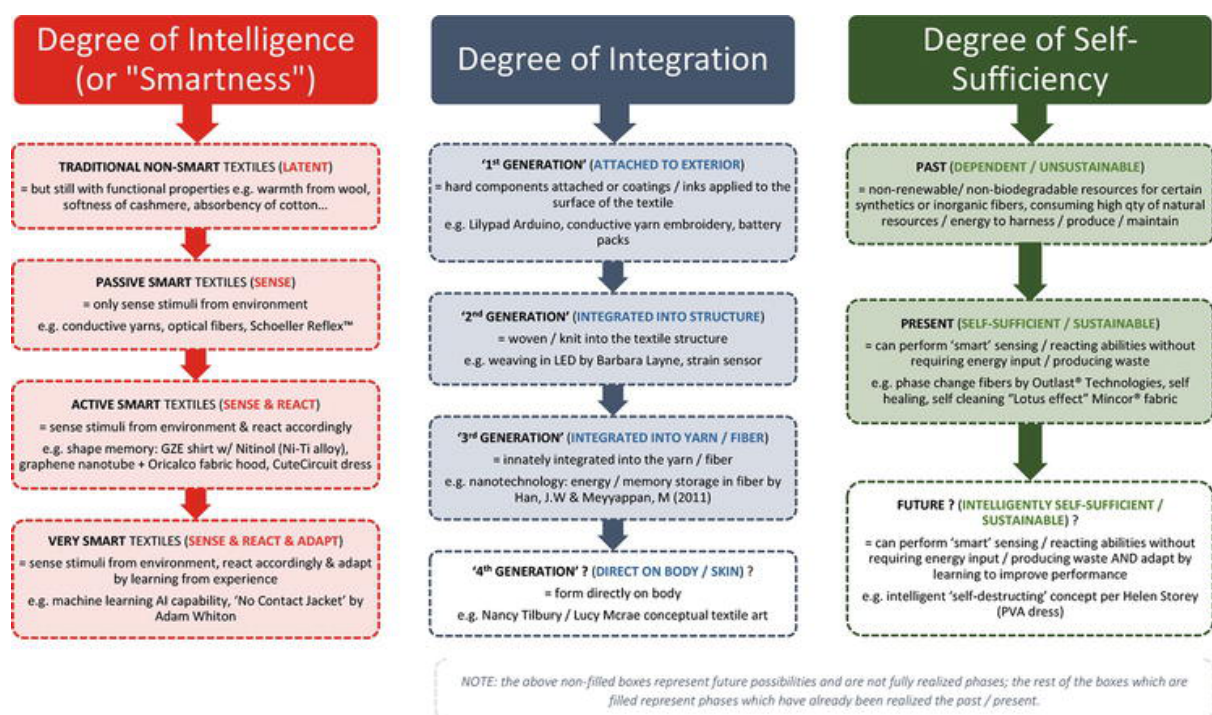 Degree of Intelligence
(or "Smartness")
TRADITIONAL NON-SMART TEXTILES (LATENT)
= but still with functional properties e.g. warmth from wool,
softness of cashmere, absorbency of cotton...
PASSIVE SMART TEXTILES (SENSE)
= only sense stimuli from environment
e.g. conductive yarns, optical fibers, Schoeller Reflex™
ACTIVE SMART TEXTILES (SENSE & REACT)
= sense stimuli from environment & react accordingly
e.g. shape memory: GZE shirt w/ Nitinol (Ni-Ti alloy),
graphene nanotube + Oricalco fabric hood, CuteCircuit dress
VERY SMART TEXTILES (SENSE & REACT & ADAPT)
= sense stimuli from environment, react accordingly & adapt
by learning from experience
e.g. machine learning AI capability, 'No Contact Jacket' by
Adam Whiton
Degree of Integration
'1st GENERATION' (ATTACHED TO EXTERIOR)
= hard components attached or coatings / inks applied to the
surface of the textile
e.g. Lilypad Arduino, conductive yarn embroidery, battery
packs
'2nd GENERATION' (INTEGRATED INTO STRUCTURE)
= woven / knit into the textile structure
e.g. weaving in LED by Barbara Layne, strain sensor
'3rd GENERATION' (INTEGRATED INTO YARN / FIBER)
= innately integrated into the yarn / fiber
e.g. nanotechnology: energy / memory storage in fiber by
Han, J.W & Meyyappan, M (2011)
'4th GENERATION' ? (DIRECT ON BODY / SKIN) ?
= form directly on body
e.g. Nancy Tilbury / Lucy Mcrae conceptual textile art
Degree of Self-
Sufficiency
PAST (DEPENDENT / UNSUSTAINABLE)
= non-renewable/ non-biodegradable resources for certain
synthetics or inorganic fibers, consuming high qty of natural
resources / energy to harness / produce / maintain
PRESENT (SELF-SUFFICIENT / SUSTAINABLE)
= can perform 'smart' sensing / reacting abilities without
requiring energy input / producing waste
e.g. phase change fibers by Outlast® Technologies, self
healing, self cleaning "Lotus effect" Mincor® fabric
FUTURE ? (INTELLIGENTLY SELF-SUFFICIENT /
SUSTAINABLE) ?
= can perform 'smart' sensing / reacting abilities without
requiring energy input / producing waste AND adapt by
learning to improve performance
e.g. intelligent 'self-destructing' concept per Helen Storey
(PVA dress)
NOTE: the above non-filled boxes represent future possibilities and are not fully realized phases; the rest of the boxes which are
filled represent phases which have already been realized the past / present.